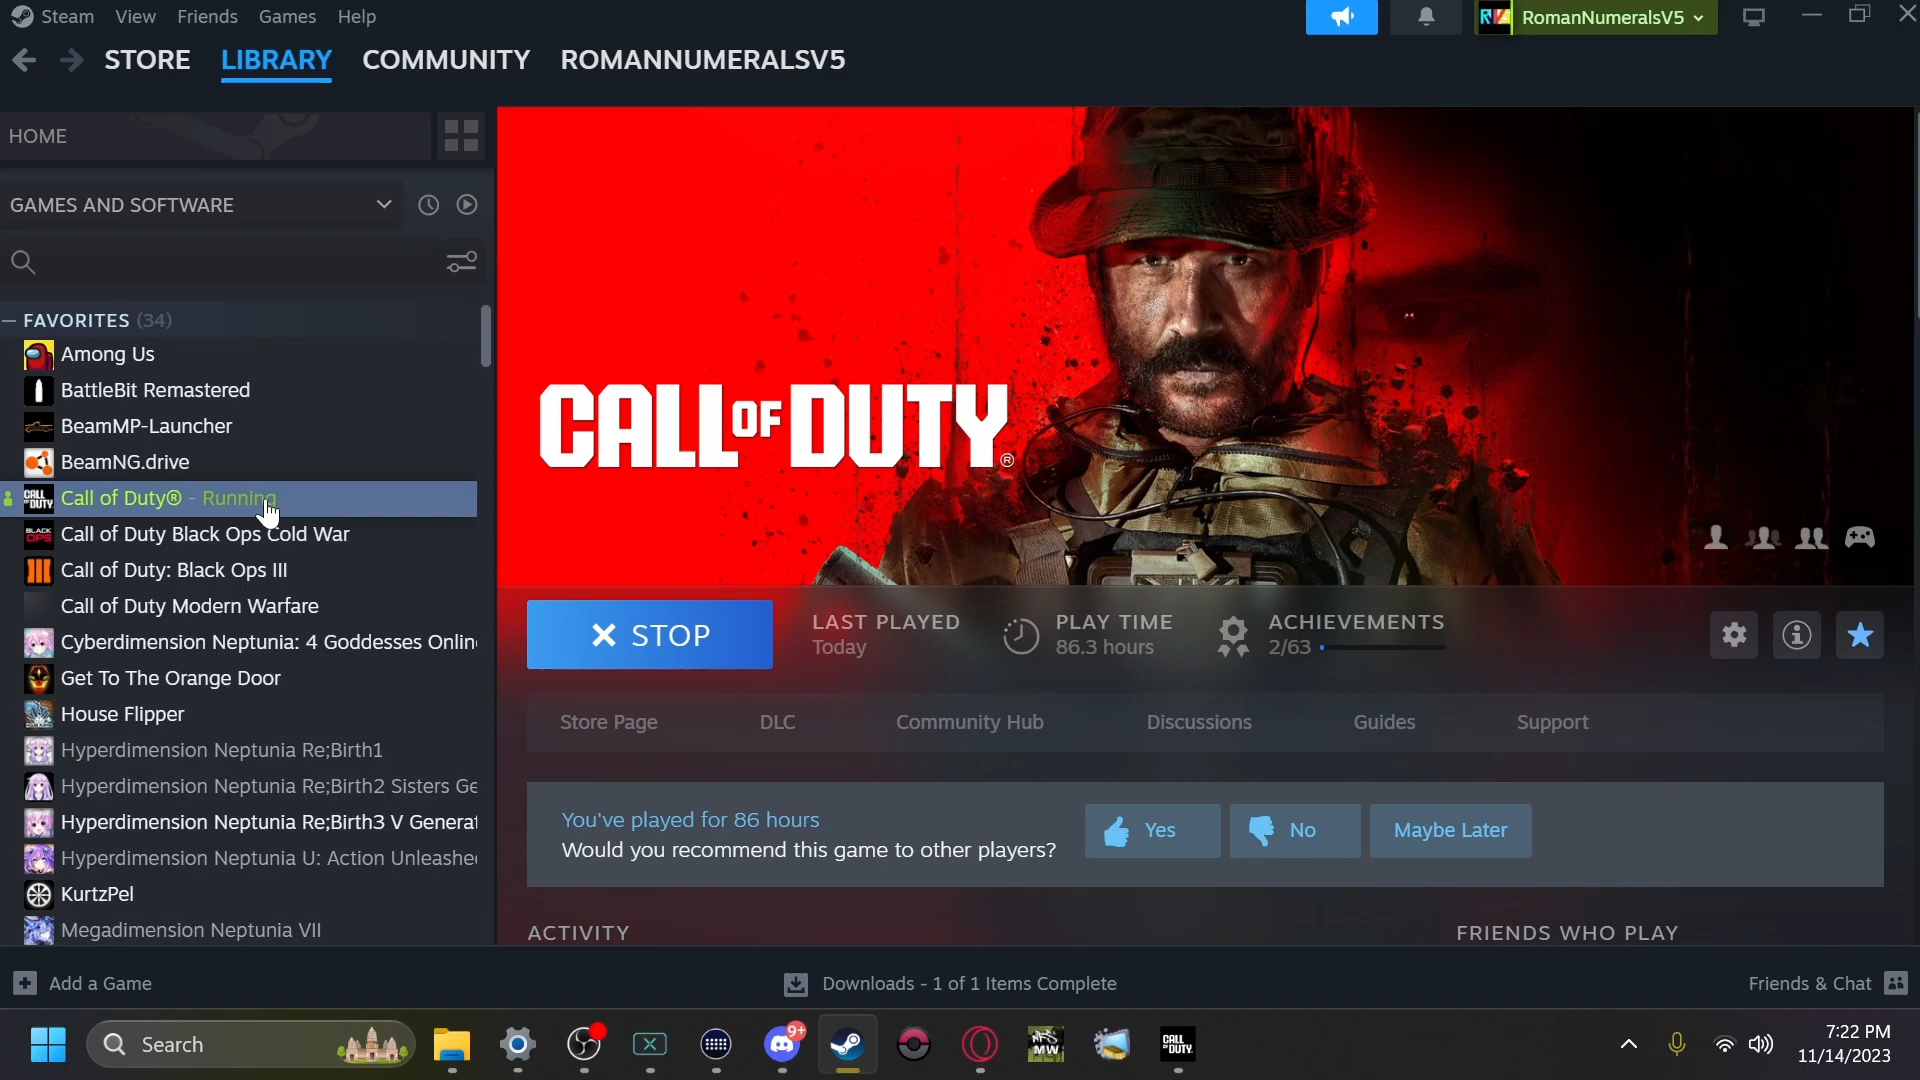 Steam View Friends Games Help
RomanNumeralsV5
STORE LIBRARY COMMUNITY ROMANNUMERALSV5
HOME
GAMES AND SOFTWARE
FAVORITES (34)
Among Us
BattleBit Remastered
BeamMP-Launcher
BeamNG.drive
Call of Duty® - Running
Call of Duty Black Ops Cold War
Call of Duty: Black Ops III
Call of Duty Modern Warfare
Cyberdimension Neptunia: 4 Goddesses Onlin
Get To The Orange Door
House Flipper
Hyperdimension Neptunia Re;Birth1
Hyperdimension Neptunia Re;Birth2 Sisters Ge
Hyperdimension Neptunia Re;Birth3 V Generat
Hyperdimension Neptunia U: Action Unleashe
KurtzPel
Megadimension Neptunia VII
CALL OF DUTY®
STOP
LAST PLAYED
Today
PLAY TIME
86.3 hours
ACHIEVEMENTS
2/63
Store Page DLC Community Hub Discussions Guides Support
You've played for 86 hours
Would you recommend this game to other players?
Yes No Maybe Later
ACTIVITY
FRIENDS WHO PLAY
Add a Game
Downloads - 1 of 1 Items Complete
Friends & Chat
Search
9+
MW
CALL OF DUTY
7:22 PM
11/14/2023